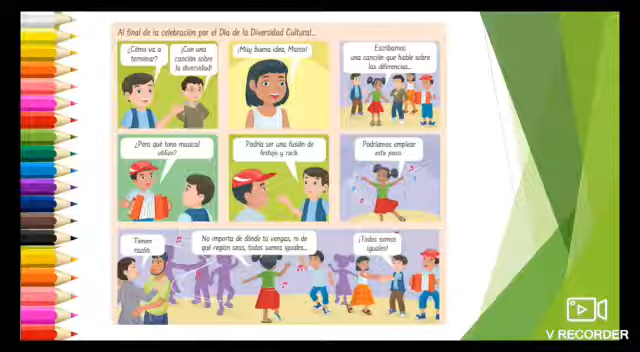 Al final de la celebración por el Día de la Diversidad Cultural...
¿Cómo va a
terminar?
¡Con una
canción sobre
la diversidad!
¡Muy buena idea, Marco!
Escribamos
una canción que hable sobre
las diferencias...
¿Pero qué tono musical
utilizo?
Podría ser una fusión de
festejo y rock.
Podríamos emplear
este paso.
Tienen
razón.
No importa de dónde tú vengas, ni de
qué región seas, todos somos iguales...
¡Todos somos
iguales!
V RECORDER